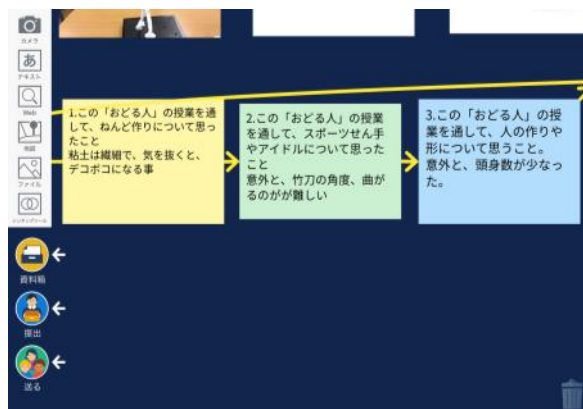 カメラ
あ
テキスト
Web
地図
ファイル
シンキングツール
資料箱
提出
送る
1.この「おどる人」の授業を通
して、ねんど作りについて思っ
たこと
粘土は繊細で、気を抜くと、
デコボコになる事
2.この「おどる人」の授業
を通して、スポーツせん手
やアイドルについて思った
こと
意外と、竹刀の角度、曲が
るのがが難しい
3.この「おどる人」の授
業を通して、人の作りや
形について思うこと。
意外と、頭身数が少なっ
た。